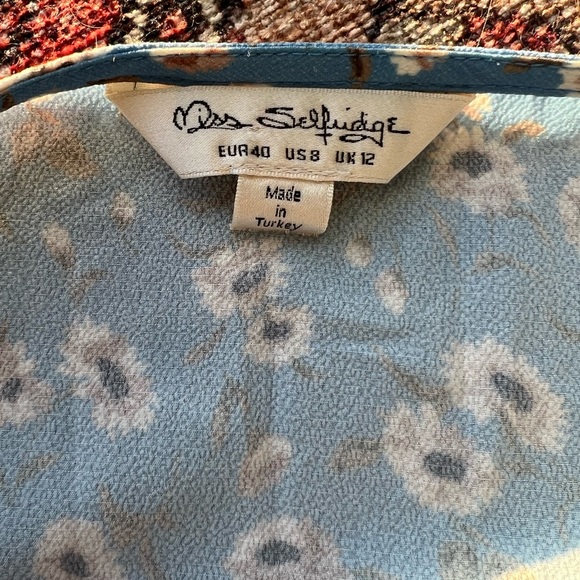 Miss Selfridge
EUR40 US8 UK12
Made
in
Turkey